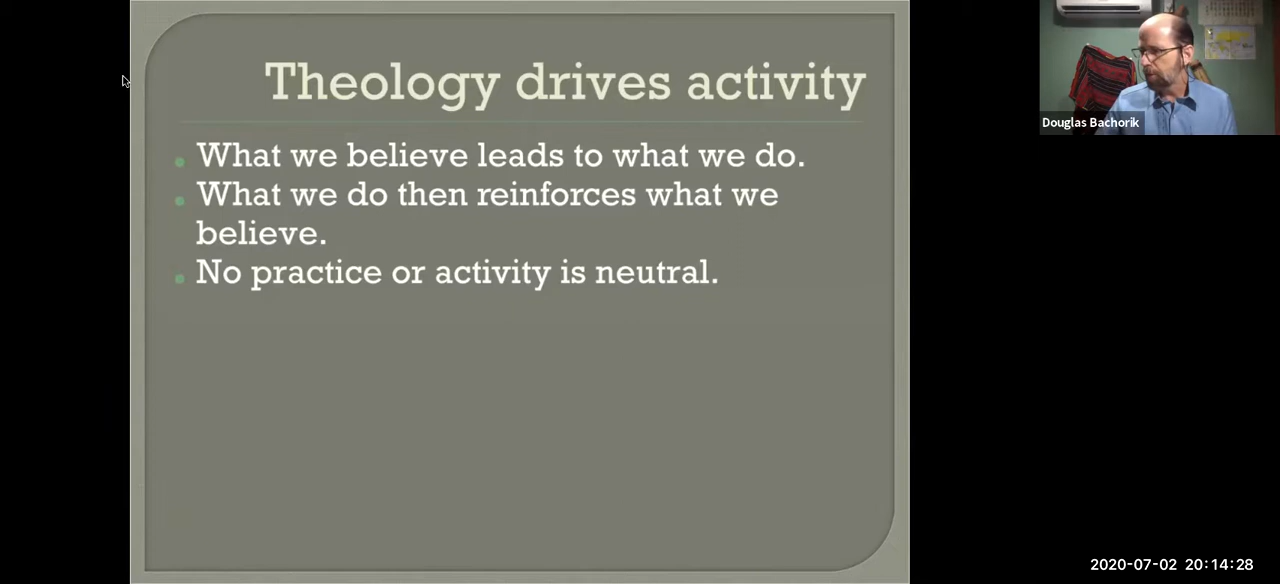 Theology drives activity
What we believe leads to what we do.
What we do then reinforces what we
believe.
No practice or activity is neutral.
Douglas Bachorik
2020-07-02 20:14:28